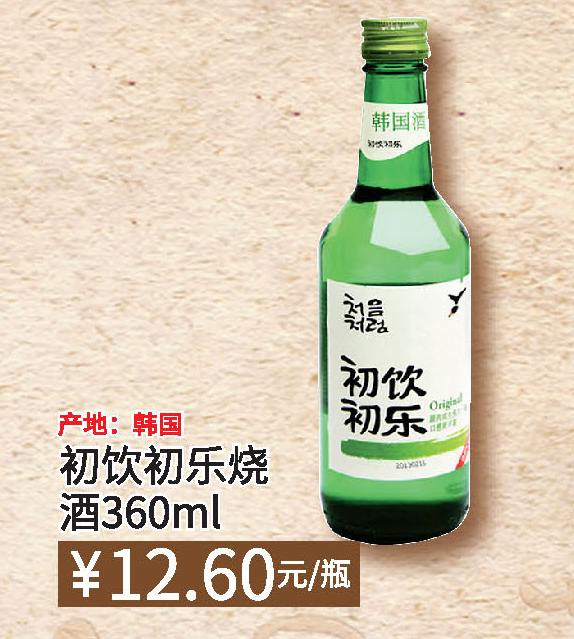 韩国酒
初饮初乐
처음
처럼
初饮
初乐
Original
产地：韩国
初饮初乐烧
酒360ml
￥12.60元/瓶